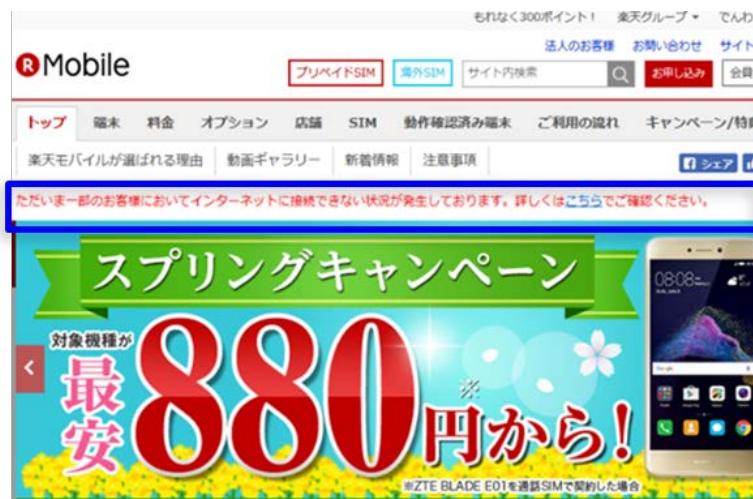 もれなく300ポイント! 楽天グループ でんわ
法人のお客様 お問い合わせ サイト
R Mobile
プリペイドSIM 海外SIM サイト内検索 お申し込み 会員
トップ 端末 料金 オプション 店舗 SIM 動作確認済み端末 ご利用の流れ キャンペーン/特
楽天モバイルが選ばれる理由 動画ギャラリー 新着情報 注意事項 シェア
ただいま一部のお客様においてインターネットに接続できない状況が発生しております。詳しくはこちらでご確認ください。
スプリングキャンペーン
08:08
対象機種が
最安880円から!
※
※ZTE BLADE E01を通話SIMで契約した場合